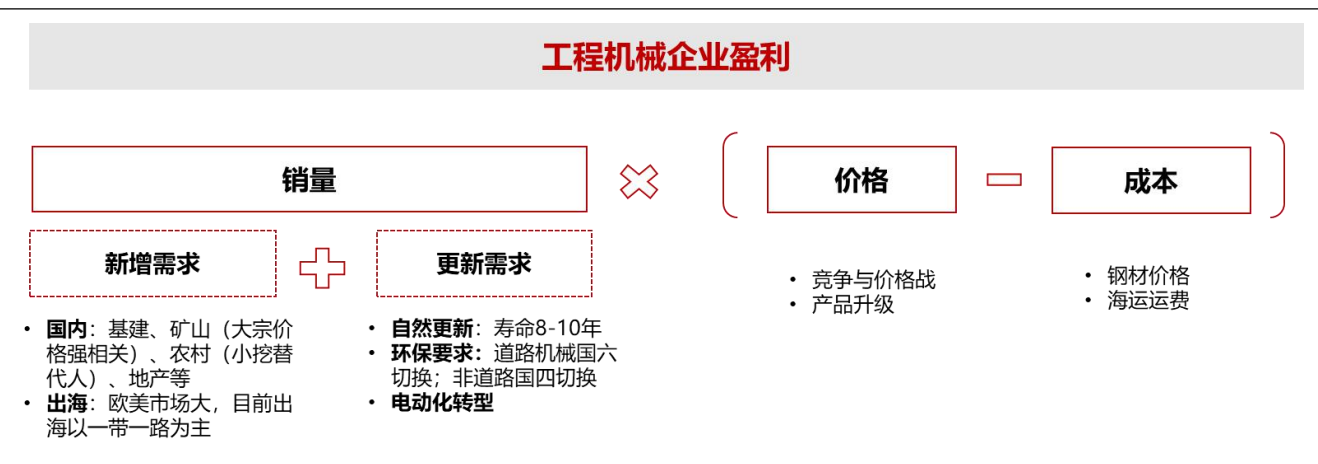 工程机械企业盈利
销量
价格
成本
新增需求
更新需求
• 国内：基建、矿山（大宗价
格强相关）、农村（小挖替
代人）、地产等
• 出海：欧美市场大，目前出
海以一带一路为主
• 自然更新：寿命8-10年
• 环保要求：道路机械国六
切换；非道路国四切换
• 电动化转型
• 竞争与价格战
• 产品升级
• 钢材价格
• 海运运费